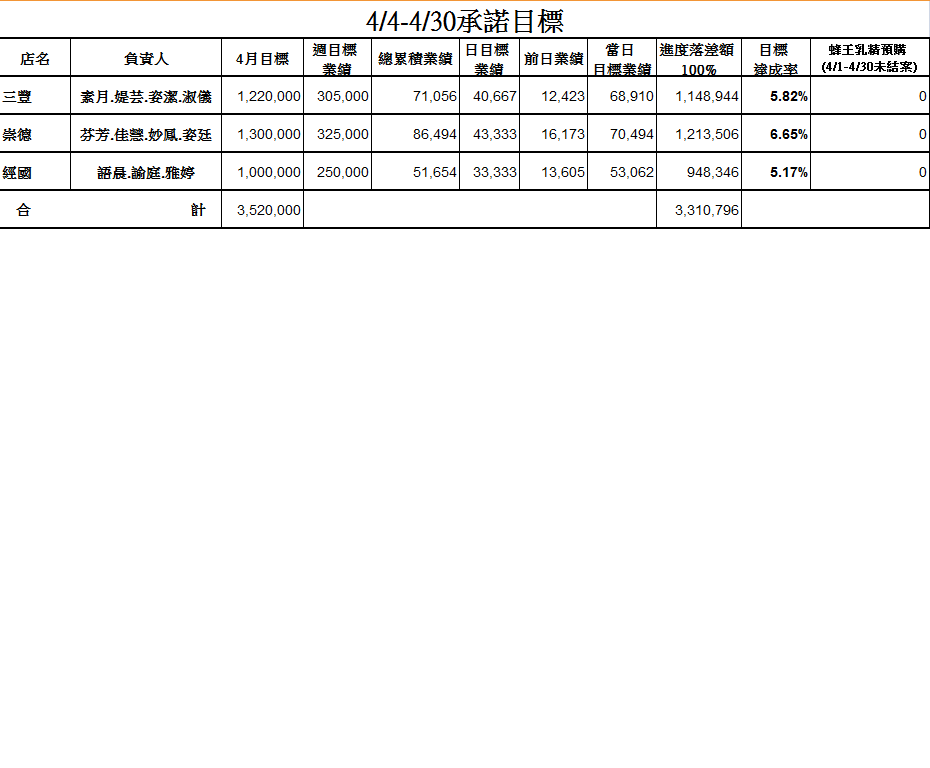 4/4-4/30承諾目標
店名 負責人 4月目標 週目標業績 總累積業績 日目標業績 前日業績 當日目標業績 進度落差額100% 目標達成率 蜂王乳精預購(4/1-4/30未結案)
三豐 素月.媞芸.姿潔.淑儀 1,220,000 305,000 71,056 40,667 12,423 68,910 1,148,944 5.82% 0
崇德 芬芳.佳慧.妙鳳.姿廷 1,300,000 325,000 86,494 43,333 16,173 70,494 1,213,506 6.65% 0
經國 語晨.諭庭.雅婷 1,000,000 250,000 51,654 33,333 13,605 53,062 948,346 5.17% 0
合計 3,520,000 3,310,796